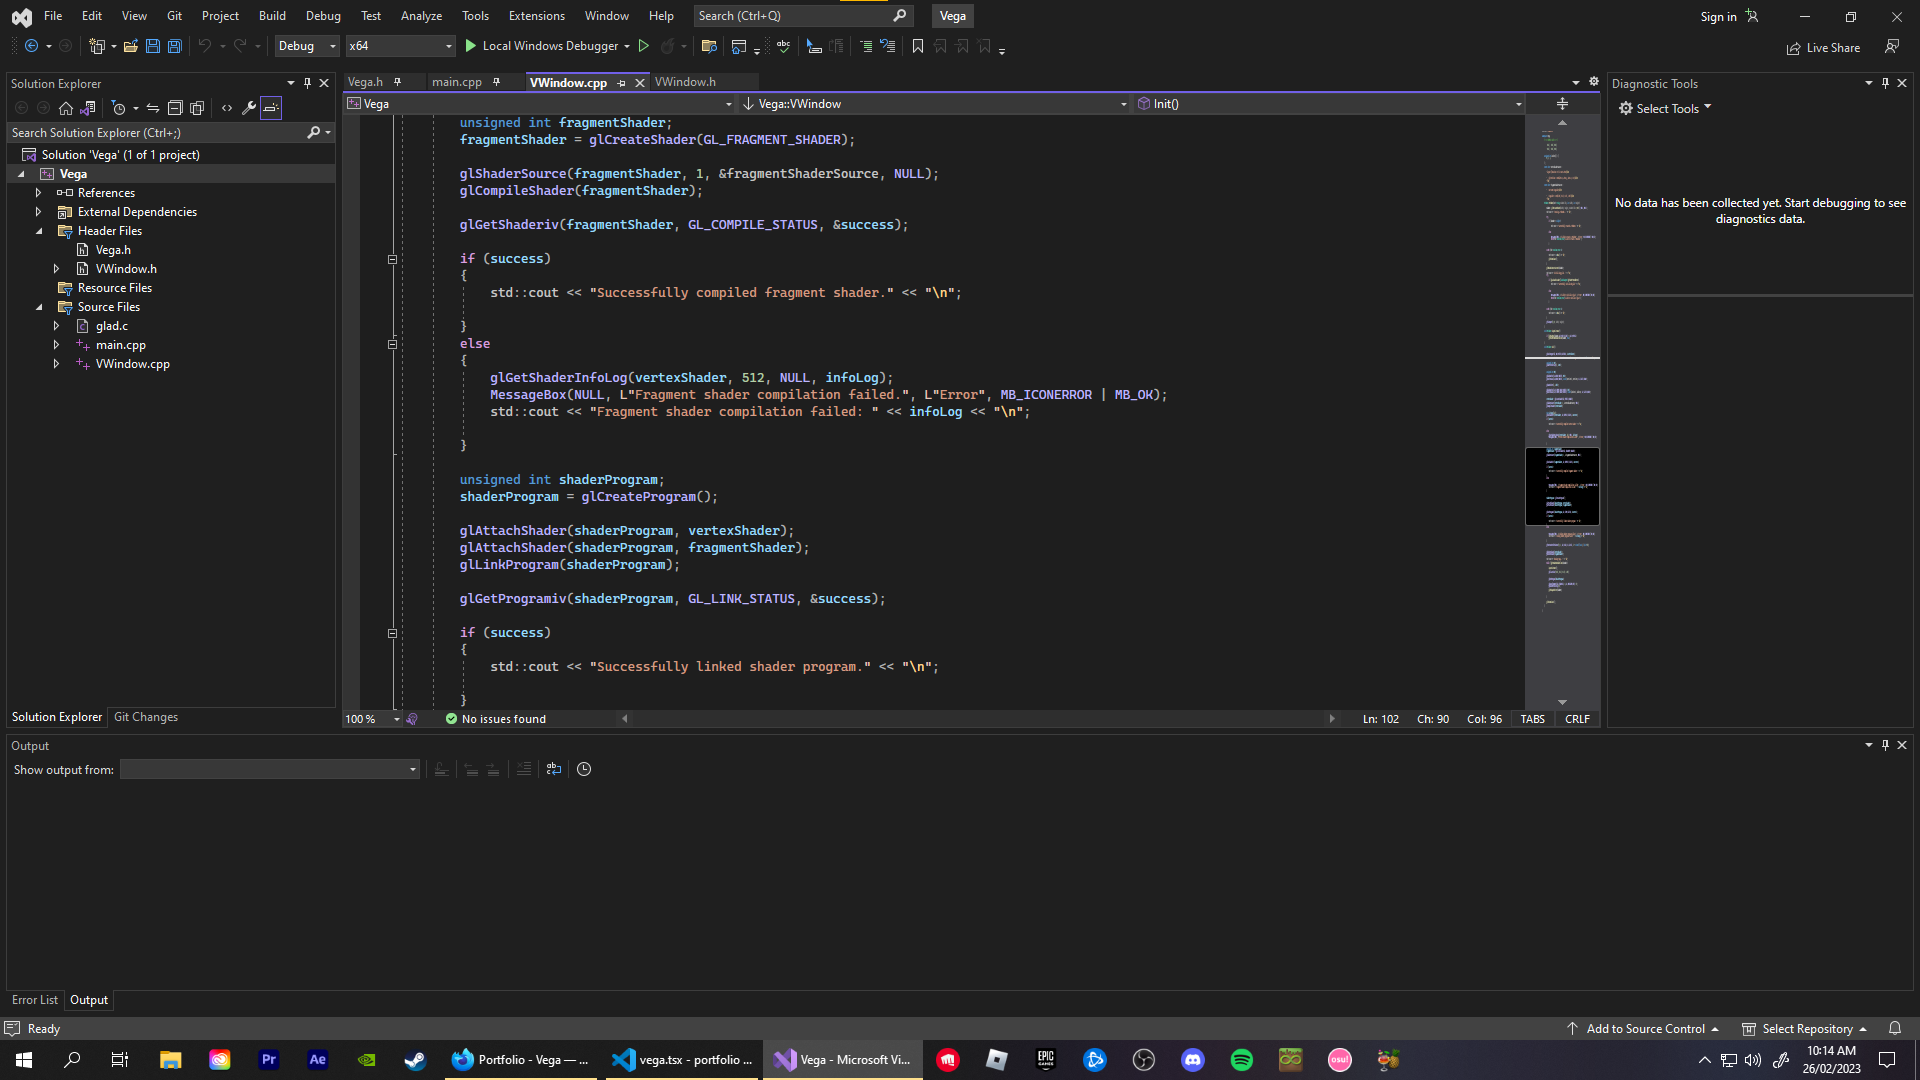 File Edit View Git Project Build Debug Test Analyze Tools Extensions Window Help Search (Ctrl+Q) Vega Sign in
Debug x64 Local Windows Debugger Live Share
Solution Explorer
Search Solution Explorer (Ctrl+;)
Solution 'Vega' (1 of 1 project)
Vega
References
External Dependencies
Header Files
Vega.h
VWindow.h
Resource Files
Source Files
glad.c
main.cpp
VWindow.cpp
Solution Explorer Git Changes
Vega.h main.cpp VWindow.cpp VWindow.h
Vega Vega::VWindow Init()
unsigned int fragmentShader;
fragmentShader = glCreateShader(GL_FRAGMENT_SHADER);
glShaderSource(fragmentShader, 1, &fragmentShaderSource, NULL);
glCompileShader(fragmentShader);
glGetShaderiv(fragmentShader, GL_COMPILE_STATUS, &success);
if (success)
{
std::cout << "Successfully compiled fragment shader." << "\n";
}
else
{
glGetShaderInfoLog(vertexShader, 512, NULL, infoLog);
MessageBox(NULL, L"Fragment shader compilation failed.", L"Error", MB_ICONERROR | MB_OK);
std::cout << "Fragment shader compilation failed: " << infoLog << "\n";
}
unsigned int shaderProgram;
shaderProgram = glCreateProgram();
glAttachShader(shaderProgram, vertexShader);
glAttachShader(shaderProgram, fragmentShader);
glLinkProgram(shaderProgram);
glGetProgramiv(shaderProgram, GL_LINK_STATUS, &success);
if (success)
{
std::cout << "Successfully linked shader program." << "\n";
}
100 % No issues found Ln: 102 Ch: 90 Col: 96 TABS CRLF
Diagnostic Tools
Select Tools
No data has been collected yet. Start debugging to see
diagnostics data.
Output
Show output from:
Error List Output
Ready Add to Source Control Select Repository
Pr Ae Portfolio - Vega — ... vega.tsx - portfolio ... Vega - Microsoft Vi... EPIC GAMES osu!
10:14 AM
26/02/2023